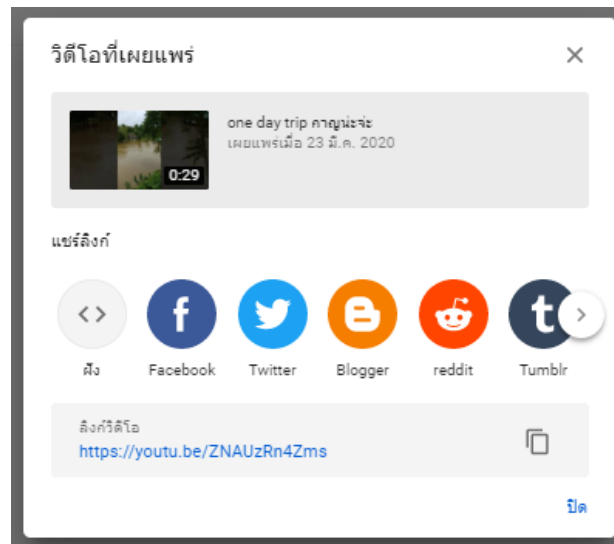 วิดีโอที่เผยแพร่
one day trip กาญน่ะจ่ะ
เผยแพร่เมื่อ 23 มี.ค. 2020
0:29
แชร์ลิงก์
ฝัง
Facebook
Twitter
Blogger
reddit
Tumblr
ลิงก์วิดีโอ
https://youtu.be/ZNAUzRn4Zms
ปิด